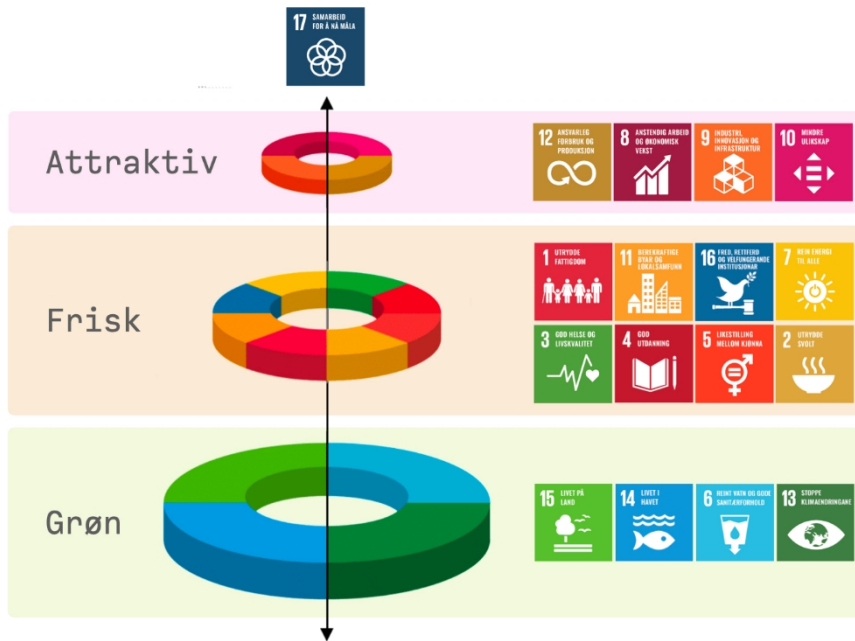 17 SAMARBEID
FOR Å NÅ MÅLA
Attraktiv
12 ANSVARLEG
FORBRUK OG
PRODUKSJON
8 ANSTENDIG ARBEID
OG ØKONOMISK
VEKST
9 INDUSTRI,
INNOVASJON OG
INFRASTRUKTUR
10 MINDRE
ULIKSKAP
Frisk
1 UTRYDDE
FATTIGDOM
11 BEREKRAFTIGE
BYAR OG
LOKALSAMFUNN
16 FRED, RETTFERD
OG VELFUNGERANDE
INSTITUSJONAR
7 REIN ENERGI
TIL ALLE
3 GOD HELSE OG
LIVSKVALITET
4 GOD
UTDANNING
5 LIKESTILLING
MELLOM KJØNNA
2 UTRYDDE
SVOLT
Grøn
15 LIVET PÅ
LAND
14 LIVET I
HAVET
6 REINT VATN OG GODE
SANITÆRFORHOLD
13 STOPPE
KLIMAENDRINGANE